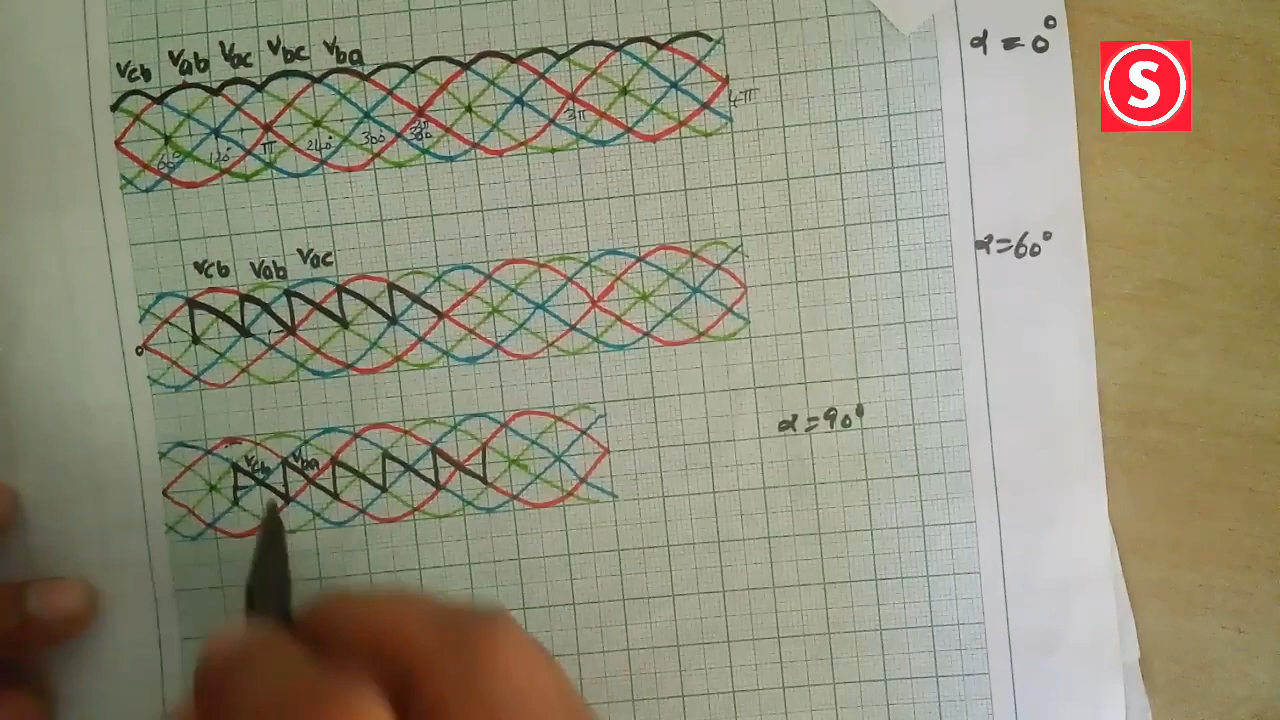 Vcb Vab Vac Vbc Vba
α = 0°
S
60° 120° π 240° 300° 2π 360° 3π 4π
Vcb Vab Vac
α = 60°
0
α = 90°
Vcb Vba